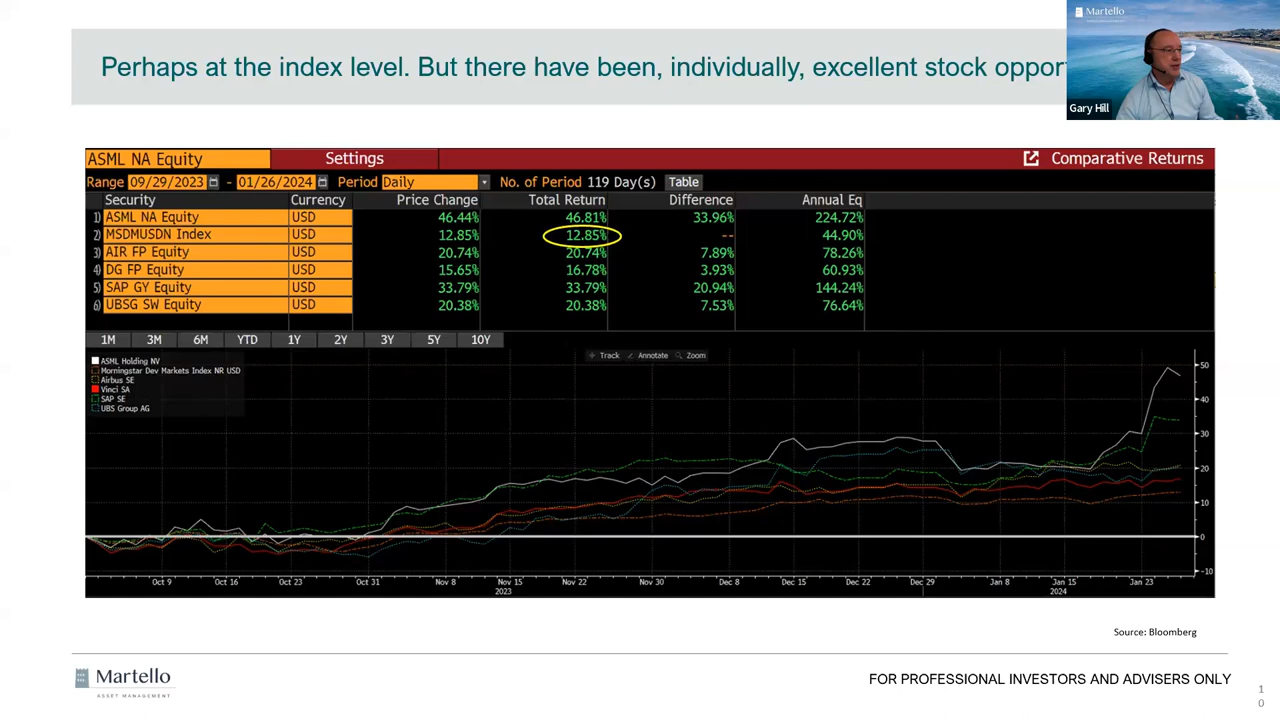 Perhaps at the index level. But there have been, individually, excellent stock oppor
Martello
Gary Hill
ASML NA Equity Settings Comparative Returns
Range 09/29/2023 - 01/26/2024 Period Daily No. of Period 119 Day(s) Table
Security Currency Price Change Total Return Difference Annual Eq
1) ASML NA Equity USD 46.44% 46.81% 33.96% 224.72%
2) MSDMUSDN Index USD 12.85% 12.85% -- 44.90%
3) AIR FP Equity USD 20.74% 20.74% 7.89% 78.26%
4) DG FP Equity USD 15.65% 16.78% 3.93% 60.93%
5) SAP GY Equity USD 33.79% 33.79% 20.94% 144.24%
6) UBSG SW Equity USD 20.38% 20.38% 7.53% 76.64%
1M 3M 6M YTD 1Y 2Y 3Y 5Y 10Y
Track Annotate Zoom
ASML Holding NV
Morningstar Dev Markets Index NR USD
Airbus SE
Vinci SA
SAP SE
UBS Group AG
50
40
30
20
10
0
-10
Oct 9 Oct 16 Oct 23 Oct 31 Nov 8 Nov 15 Nov 22 Nov 30 Dec 8 Dec 15 Dec 22 Dec 29 Jan 8 Jan 15 Jan 23
2023 2024
Source: Bloomberg
Martello
ASSET MANAGEMENT
FOR PROFESSIONAL INVESTORS AND ADVISERS ONLY
1
0